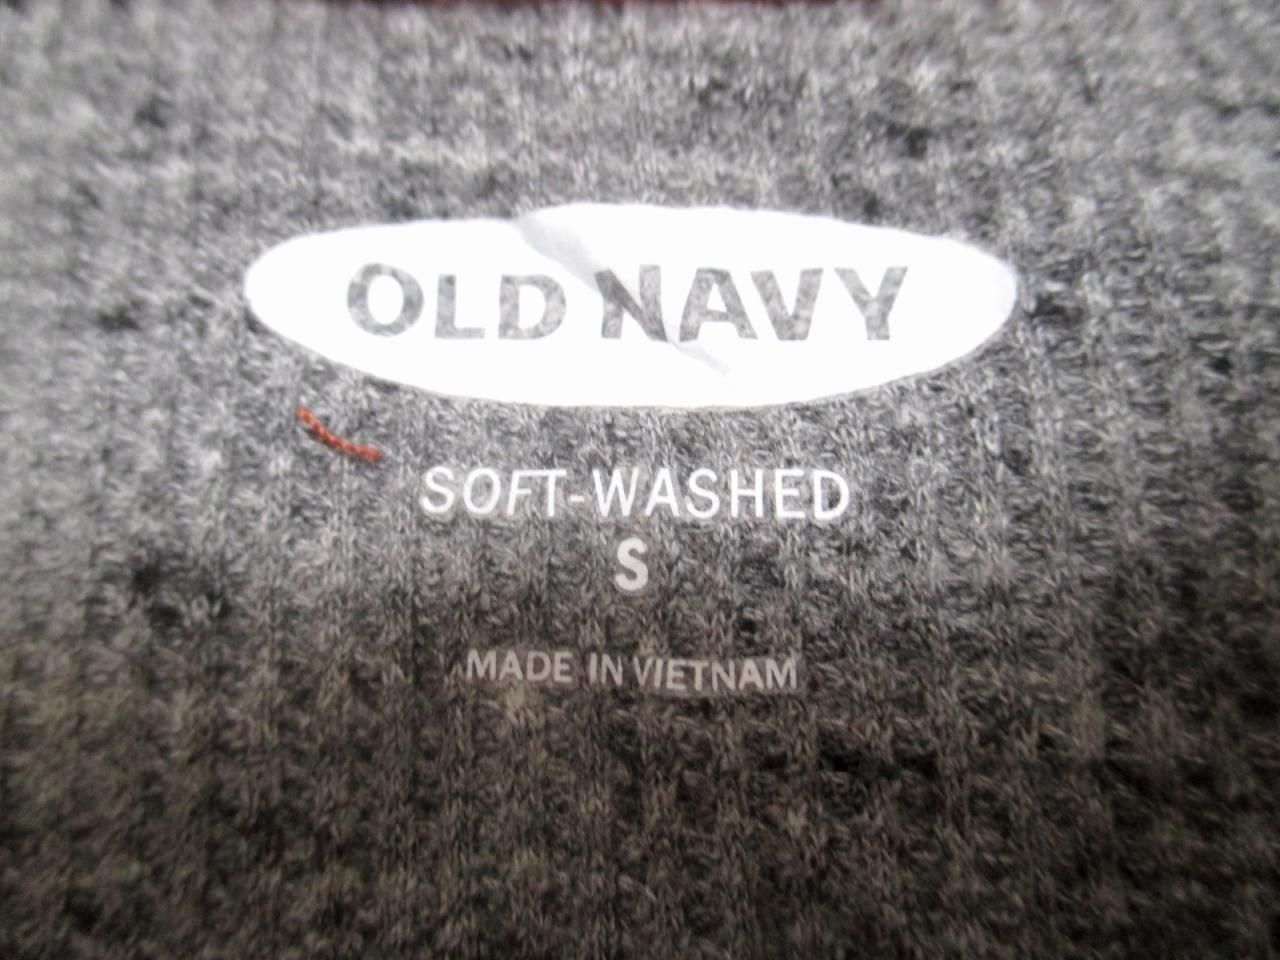 OLD NAVY
SOFT-WASHED
S
MADE IN VIETNAM